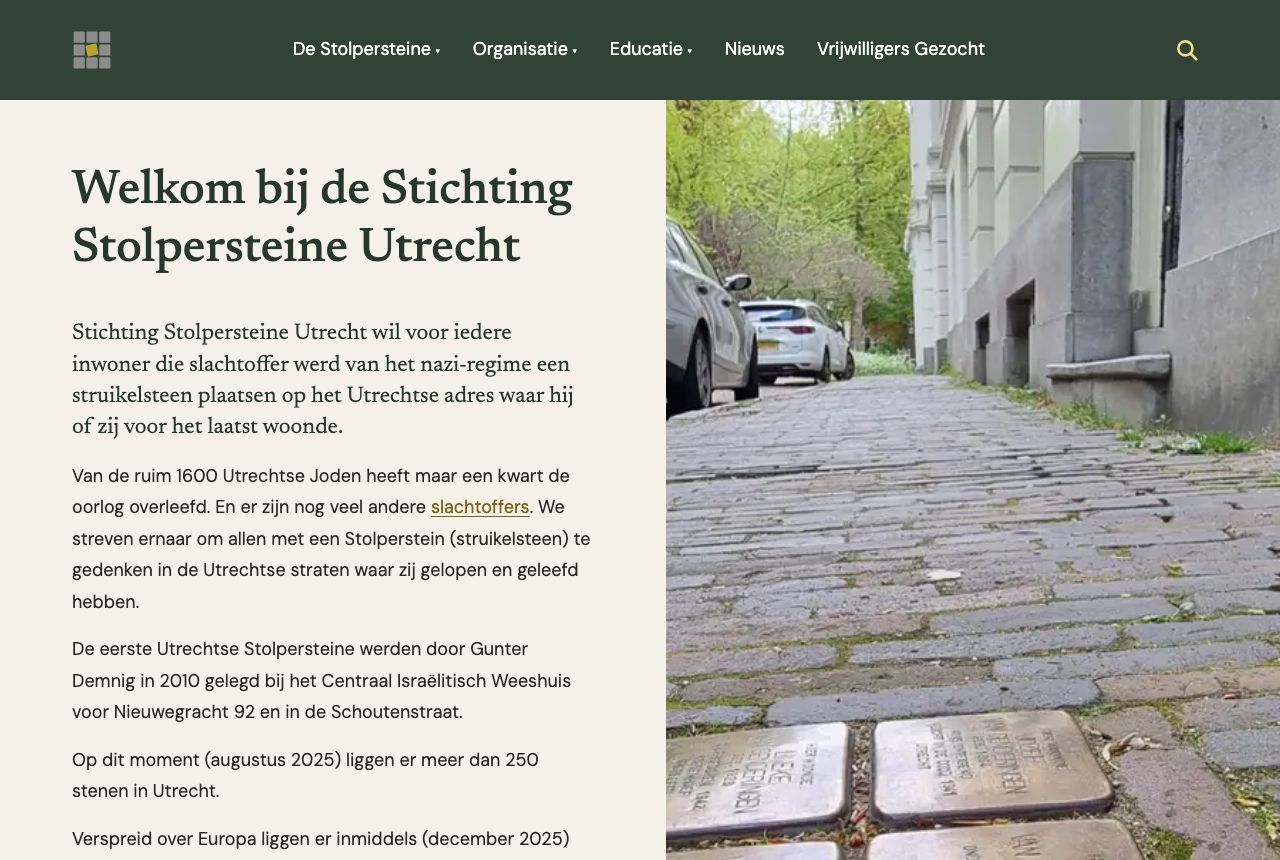 De Stolpersteine ▾ Organisatie ▾ Educatie ▾ Nieuws Vrijwilligers Gezocht
Welkom bij de Stichting
Stolpersteine Utrecht
Stichting Stolpersteine Utrecht wil voor iedere
inwoner die slachtoffer werd van het nazi-regime een
struikelsteen plaatsen op het Utrechtse adres waar hij
of zij voor het laatst woonde.
Van de ruim 1600 Utrechtse Joden heeft maar een kwart de
oorlog overleefd. En er zijn nog veel andere slachtoffers. We
streven ernaar om allen met een Stolperstein (struikelsteen) te
gedenken in de Utrechtse straten waar zij gelopen en geleefd
hebben.
De eerste Utrechtse Stolpersteine werden door Gunter
Demnig in 2010 gelegd bij het Centraal Israëlitisch Weeshuis
voor Nieuwegracht 92 en in de Schoutenstraat.
Op dit moment (augustus 2025) liggen er meer dan 250
stenen in Utrecht.
Verspreid over Europa liggen er inmiddels (december 2025)